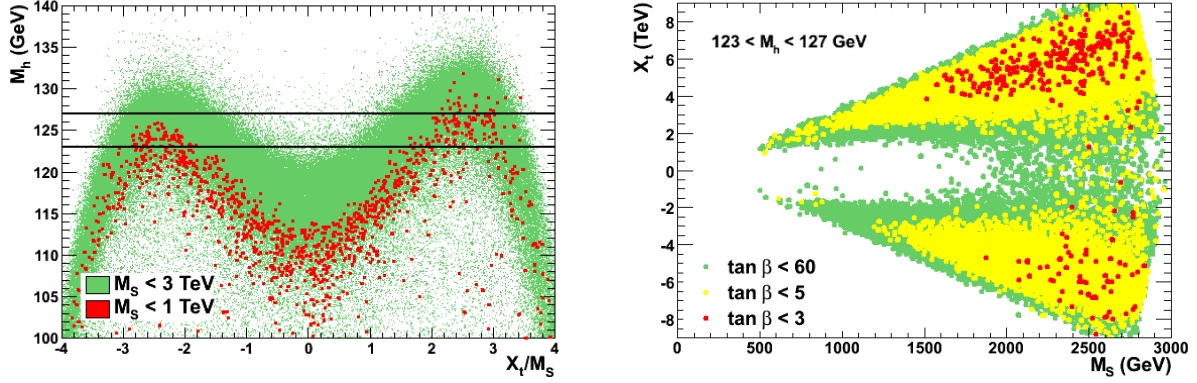 M_h (GeV)
140
135
130
125
120
115
110
105
100
M_S < 3 TeV
M_S < 1 TeV
-4 -3 -2 -1 0 1 2 3 4
X_t/M_S
X_t (TeV)
8
6
4
2
0
-2
-4
-6
-8
123 < M_h < 127 GeV
tan β < 60
tan β < 5
tan β < 3
0 500 1000 1500 2000 2500 3000
M_S (GeV)